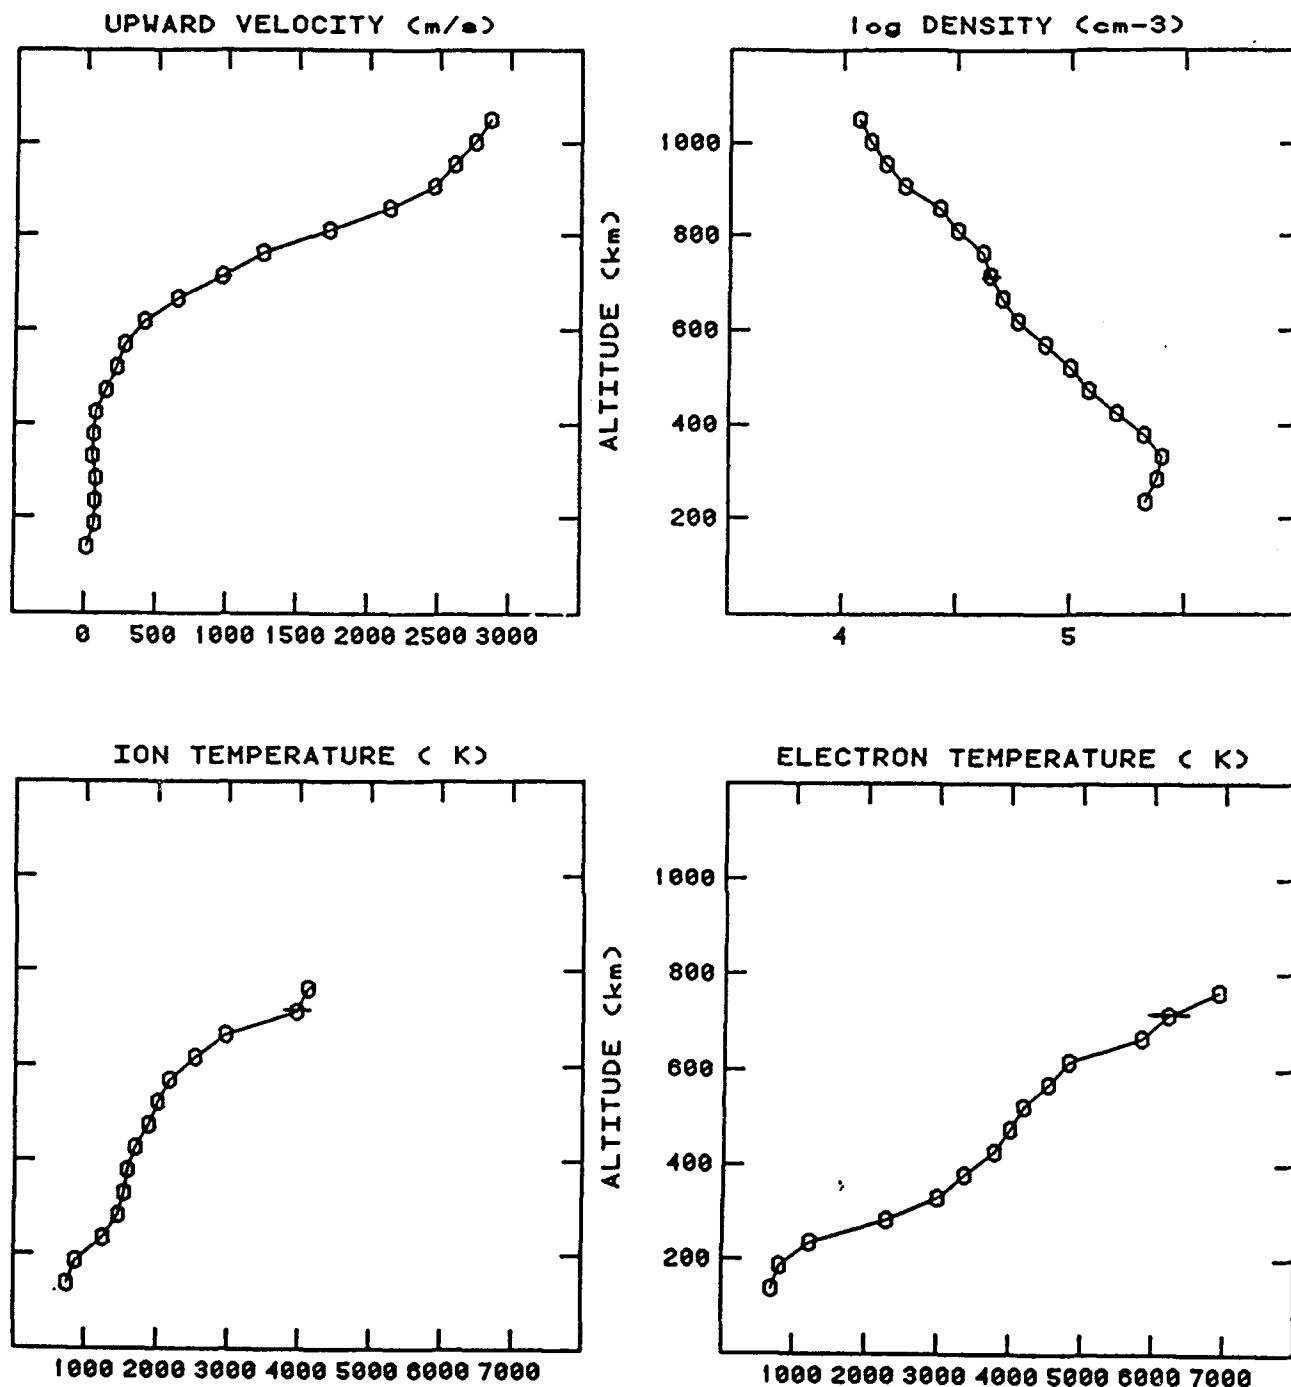 UPWARD VELOCITY (m/s)
log DENSITY (cm-3)
1000
800
600
400
200
ALTITUDE (km)
0 500 1000 1500 2000 2500 3000
4 5
ION TEMPERATURE ( K)
ELECTRON TEMPERATURE ( K)
1000
800
600
400
200
ALTITUDE (km)
1000 2000 3000 4000 5000 6000 7000
1000 2000 3000 4000 5000 6000 7000